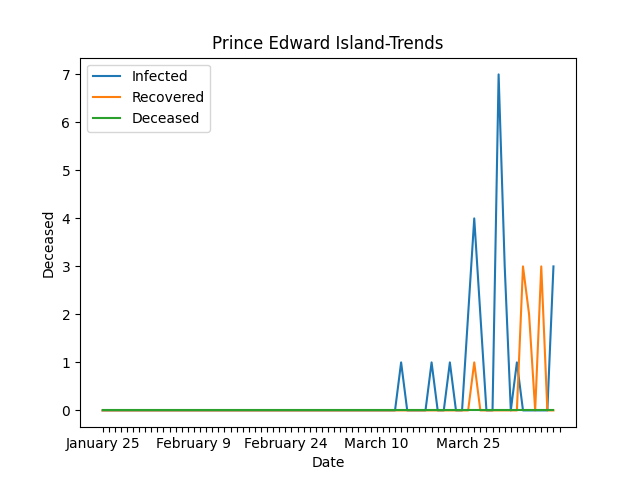 Prince Edward Island-Trends
Infected
Recovered
Deceased
7
6
5
4
3
2
1
0
Deceased
January 25
February 9
February 24
March 10
March 25
Date